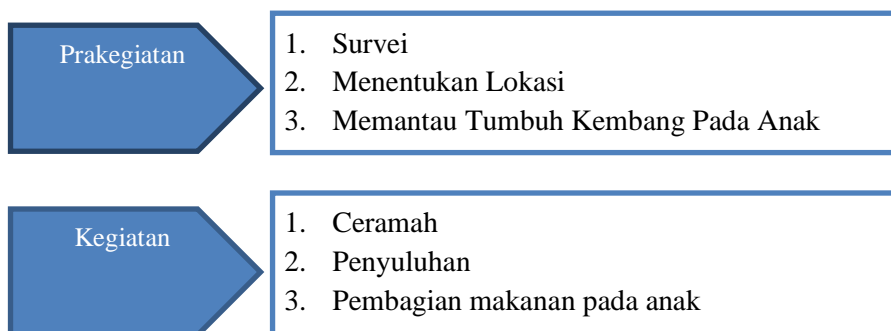 Prakegiatan
1. Survei
2. Menentukan Lokasi
3. Memantau Tumbuh Kembang Pada Anak
Kegiatan
1. Ceramah
2. Penyuluhan
3. Pembagian makanan pada anak